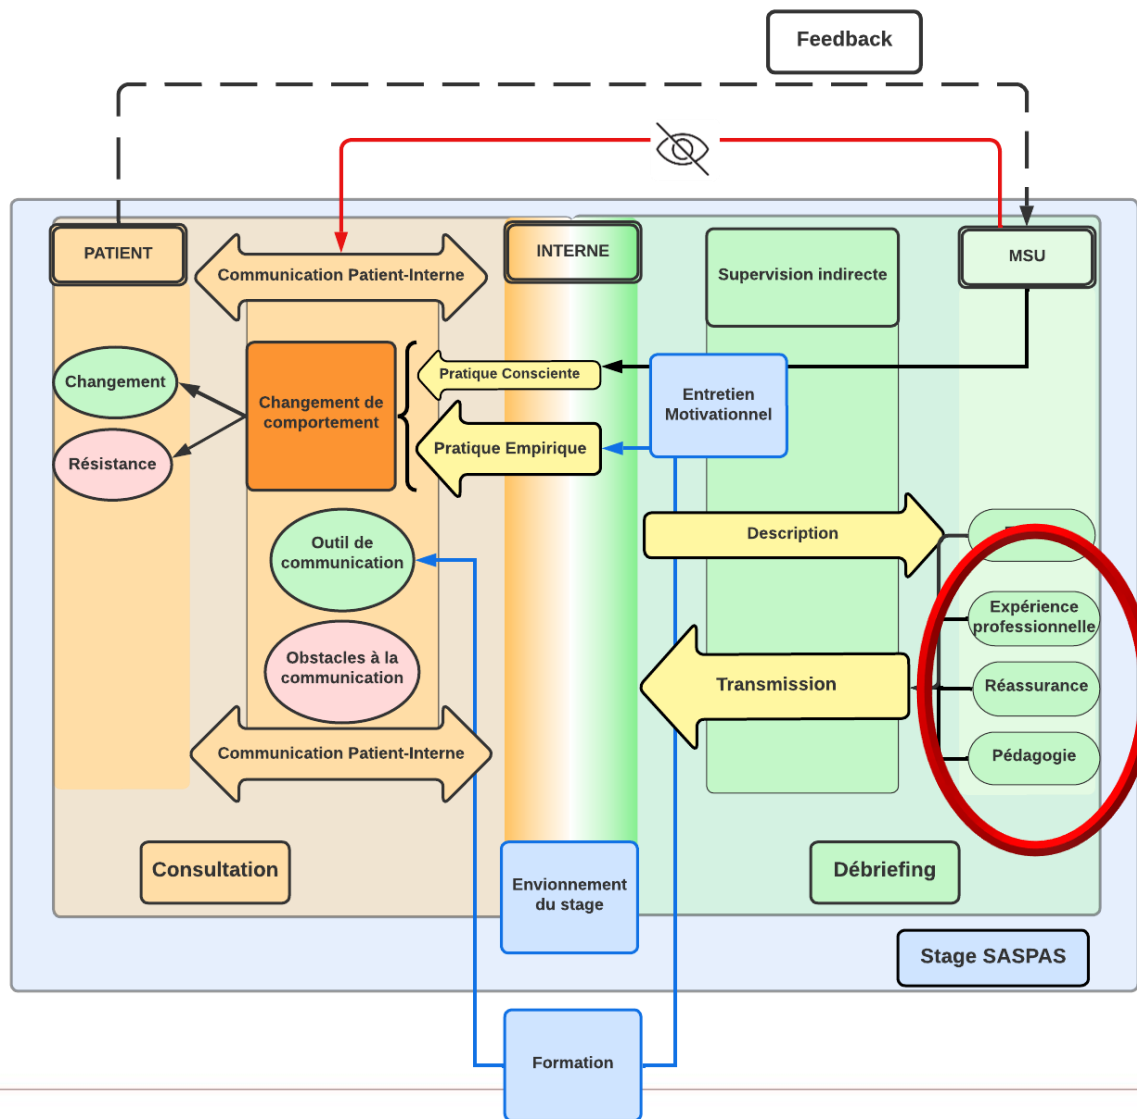 Feedback
PATIENT
Communication Patient-Interne
INTERNE
Supervision indirecte
MSU
Changement
Résistance
Changement de
comportement
Pratique Consciente
Pratique Empirique
Entretien
Motivationnel
Outil de
communication
Description
Obstacles à la
communication
Expérience
professionnelle
Transmission
Réassurance
Communication Patient-Interne
Pédagogie
Consultation
Débriefing
Envionnement
du stage
Stage SASPAS
Formation